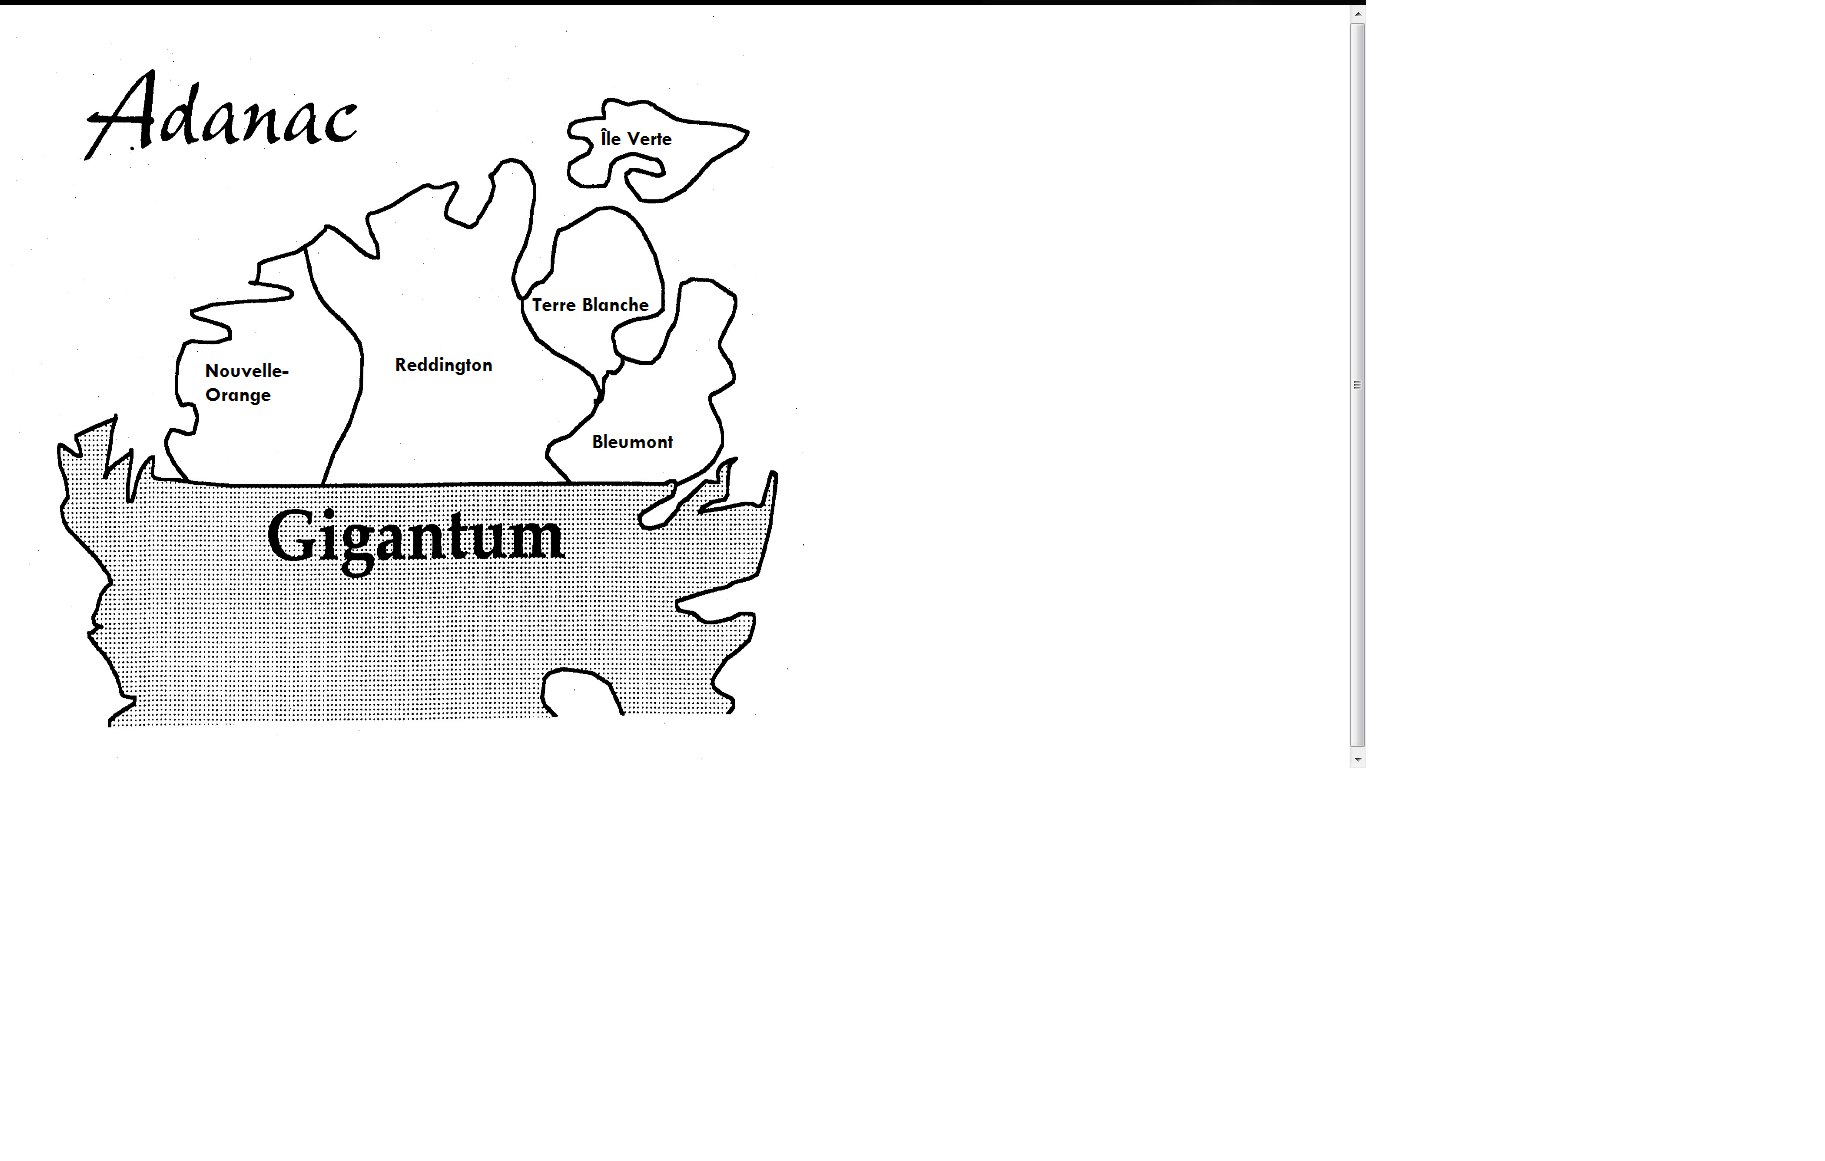 Adanac
Île Verte
Terre Blanche
Reddington
Nouvelle-
Orange
Bleumont
Gigantum